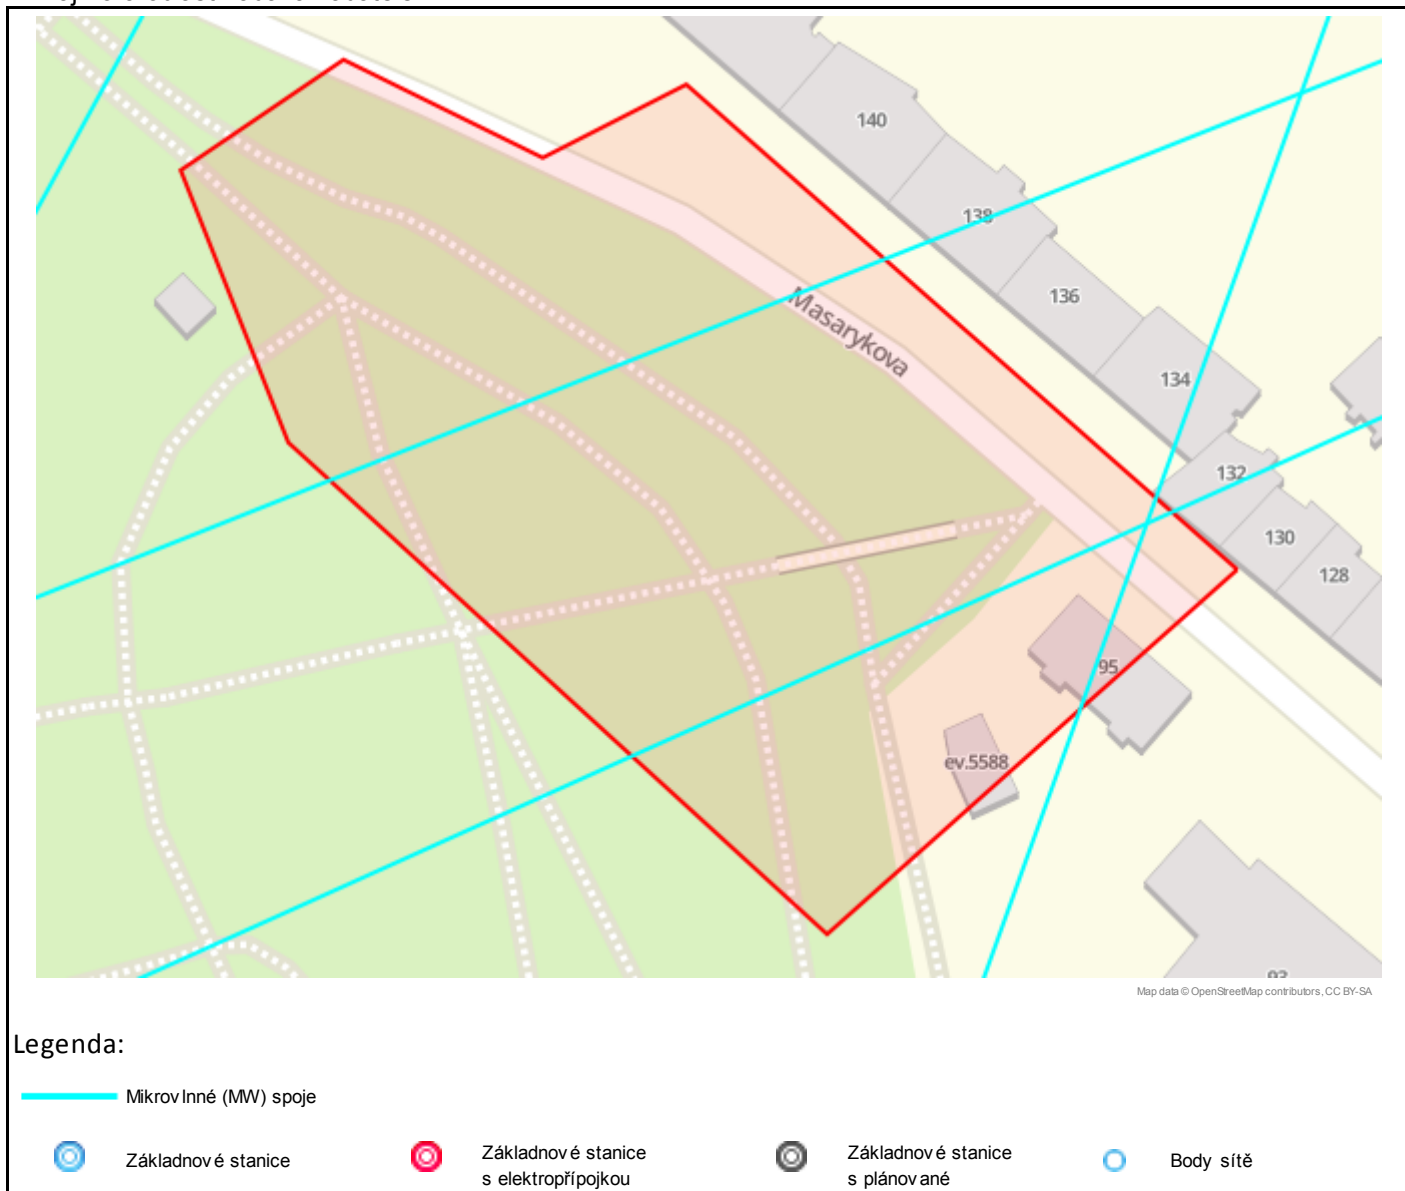 140
138
136
134
132
130
128
Masarykova
95
ev.5588
93
Map data © OpenStreetMap contributors, CC BY-SA
Legenda:
Mikrovlnné (MW) spoje
Základnové stanice
Základnové stanice
s elektropřípojkou
Základnové stanice
s plánované
Body sítě